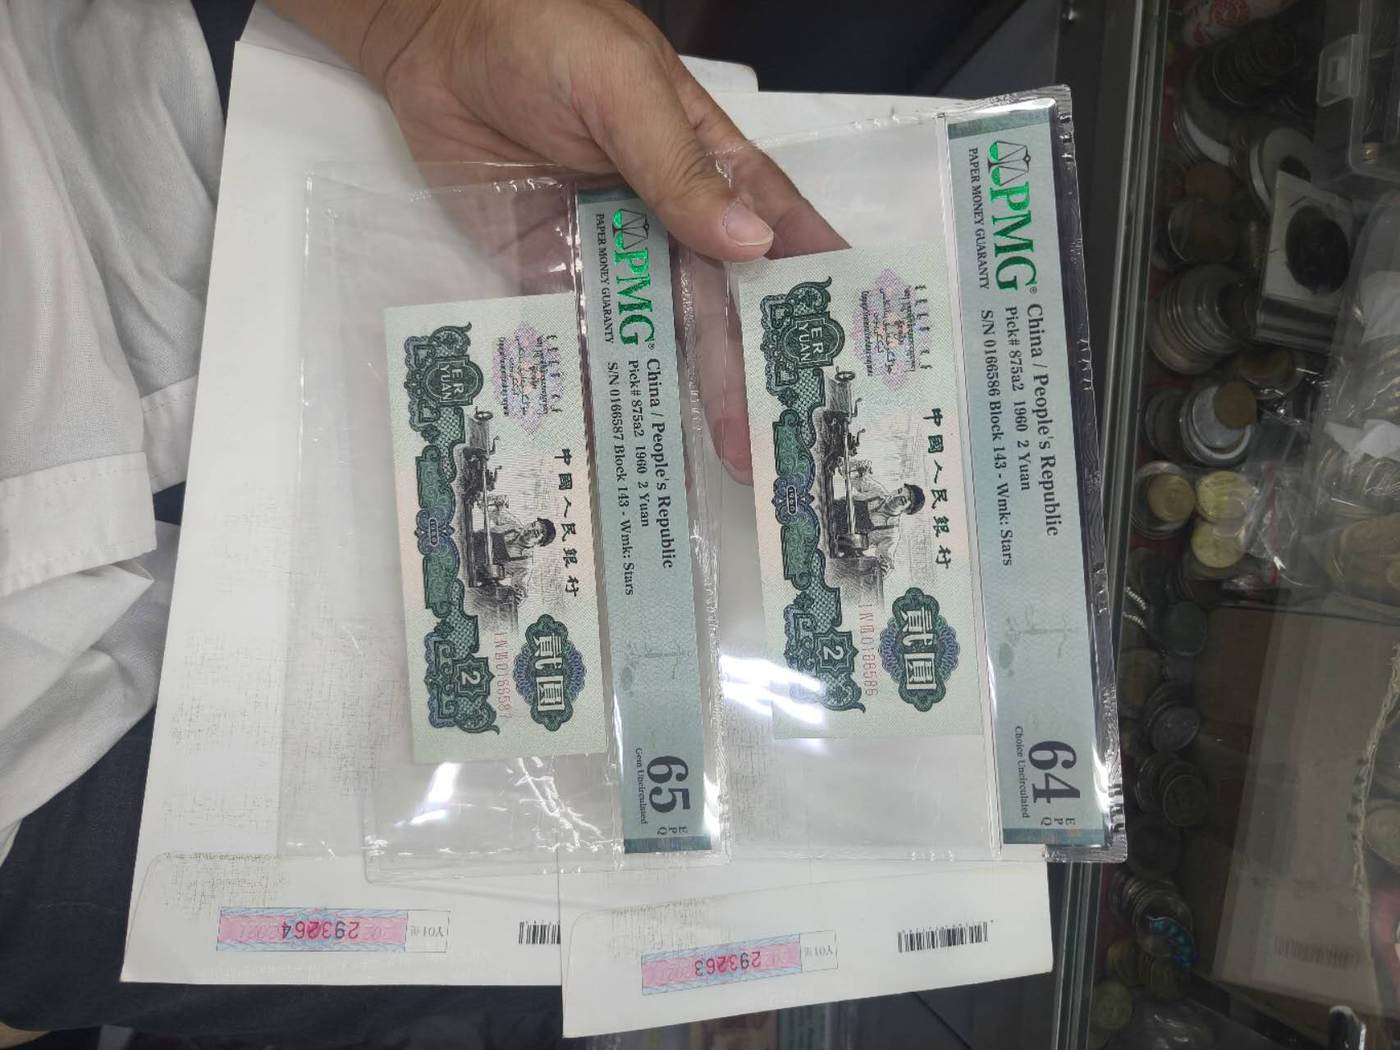 PMG®
PAPER MONEY GUARANTY
China / People's Republic
Pick# 875a2 1960 2 Yuan
S/N 0166586 Block 143 - Wmk: Stars
64
E
P
Q
Choice Uncirculated
中國人民銀行
ER
YUAN
貳圓
0166586
1960
2
PMG®
PAPER MONEY GUARANTY
China / People's Republic
Pick# 875a2 1960 2 Yuan
S/N 0166587 Block 143 - Wmk: Stars
65
E
P
Q
Gem Uncirculated
中國人民銀行
ER
YUAN
貳圓
0166587
2
293264
293263